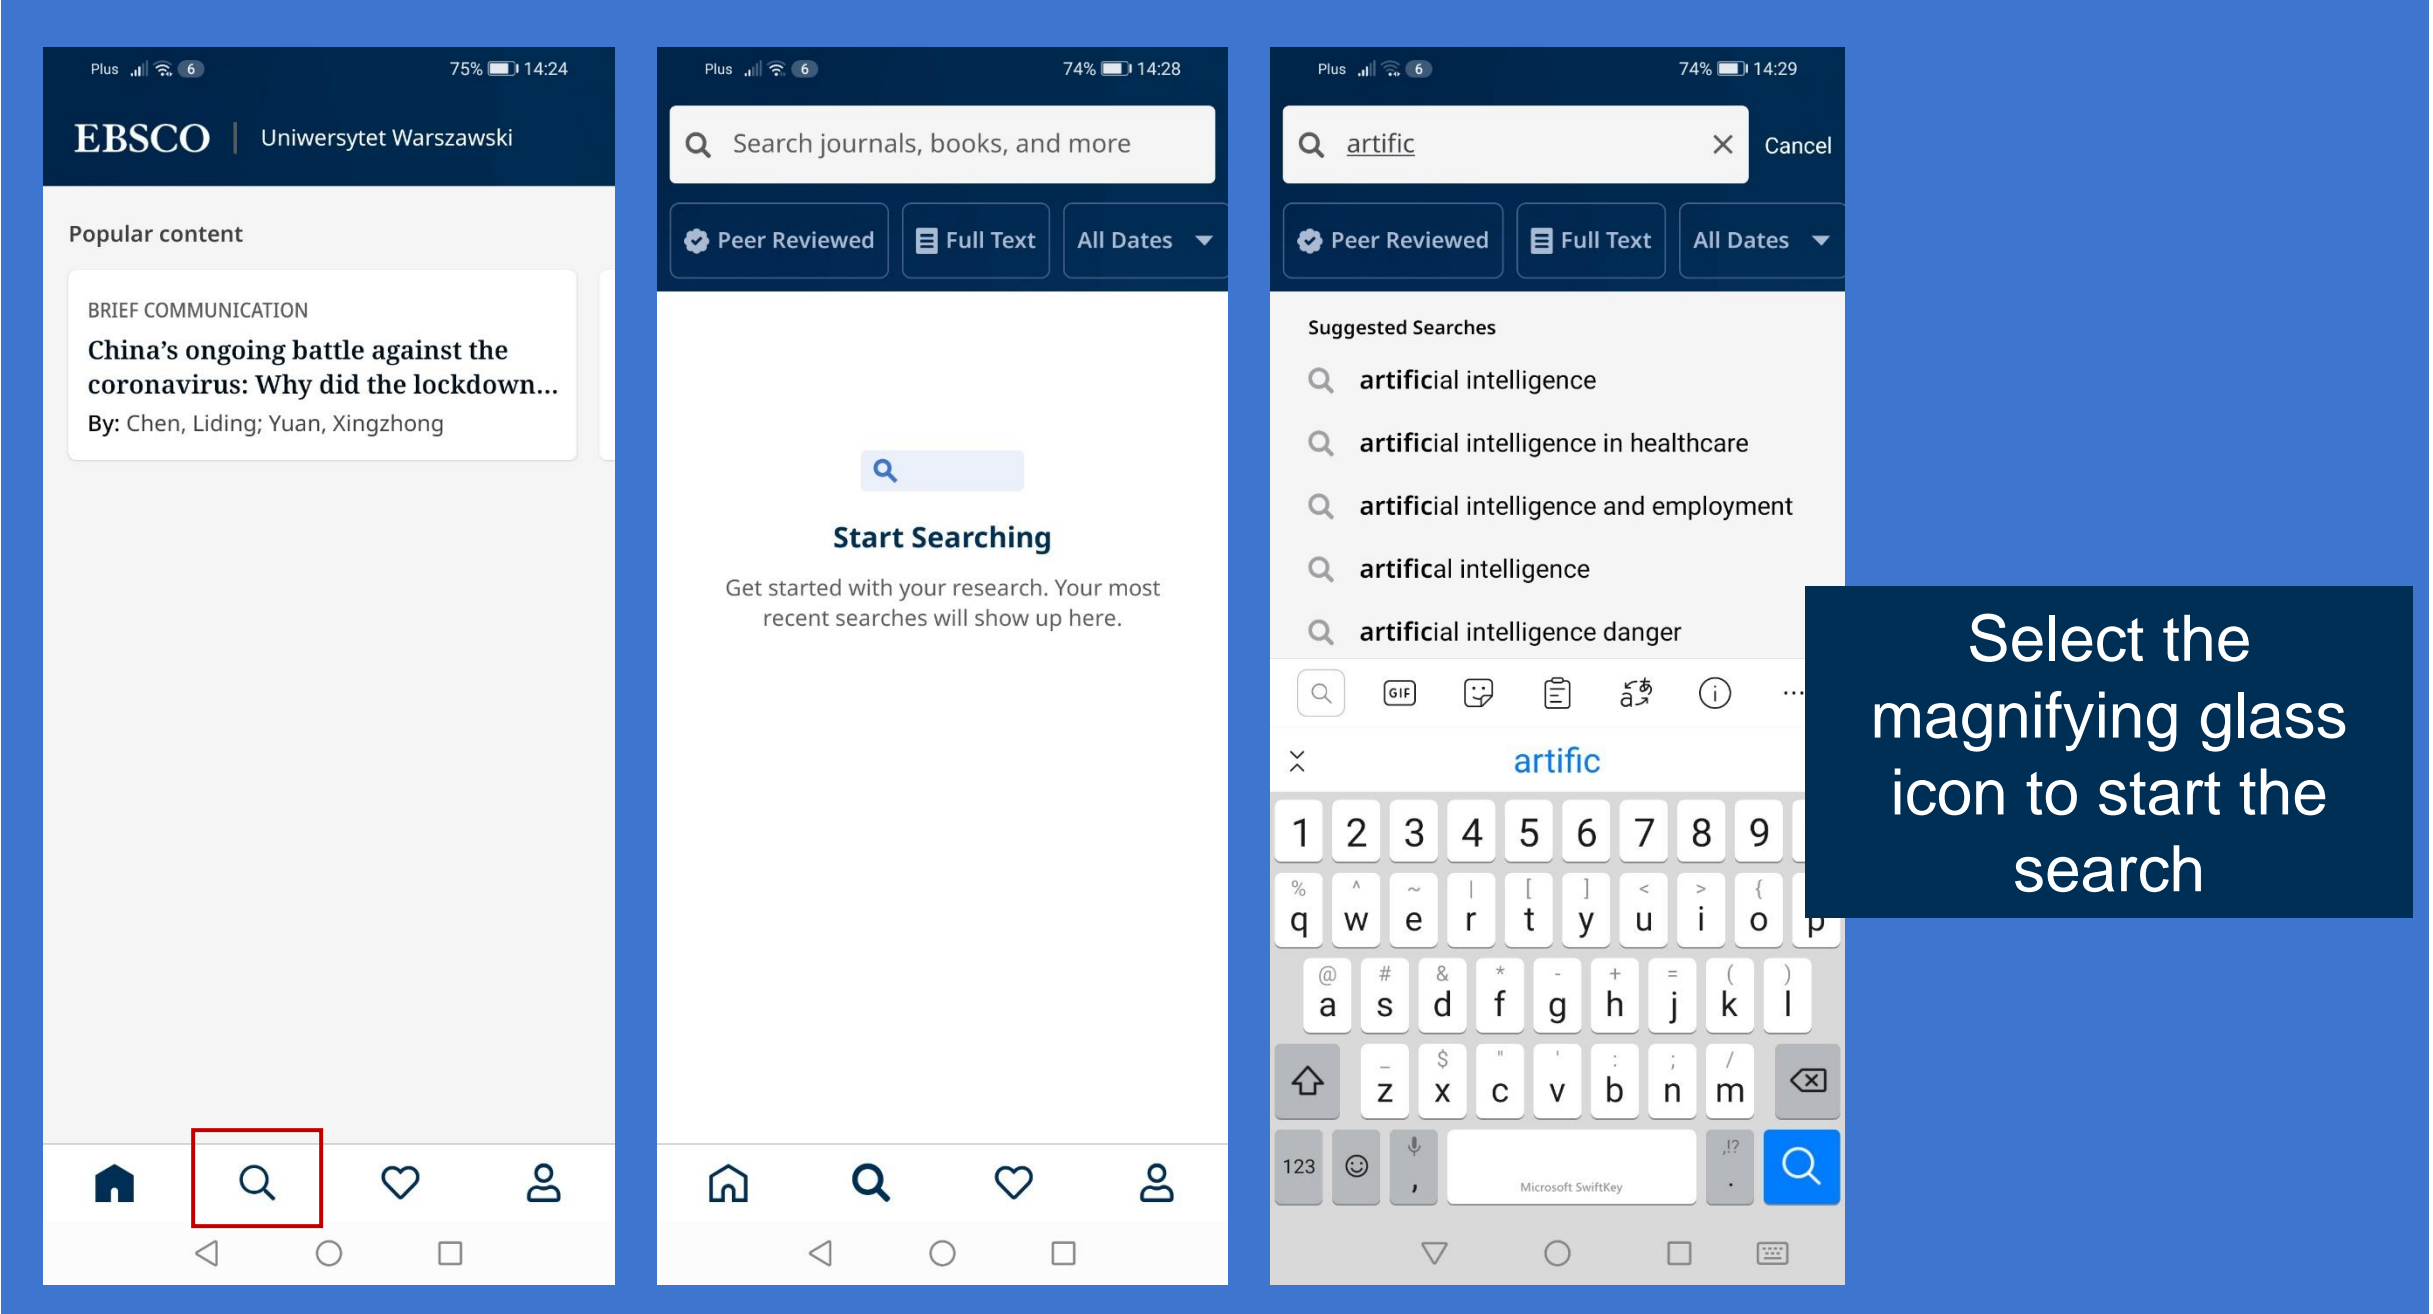 Plus 6 75% 14:24
EBSCO | Uniwersytet Warszawski
Popular content
BRIEF COMMUNICATION
China’s ongoing battle against the
coronavirus: Why did the lockdown...
By: Chen, Liding; Yuan, Xingzhong
Plus 6 74% 14:28
Search journals, books, and more
Peer Reviewed Full Text All Dates
Start Searching
Get started with your research. Your most
recent searches will show up here.
Plus 6 74% 14:29
artific Cancel
Peer Reviewed Full Text All Dates
Suggested Searches
artificial intelligence
artificial intelligence in healthcare
artificial intelligence and employment
artifical intelligence
artificial intelligence danger
GIF aあ i ...
artific
1 2 3 4 5 6 7 8 9
% ^ ~ | [ ] < > {
q w e r t y u i o p
@ # & * - + = ( )
a s d f g h j k l
_ $ " ' : ; /
z x c v b n m
,!?
123 , Microsoft SwiftKey .
Select the
magnifying glass
icon to start the
search